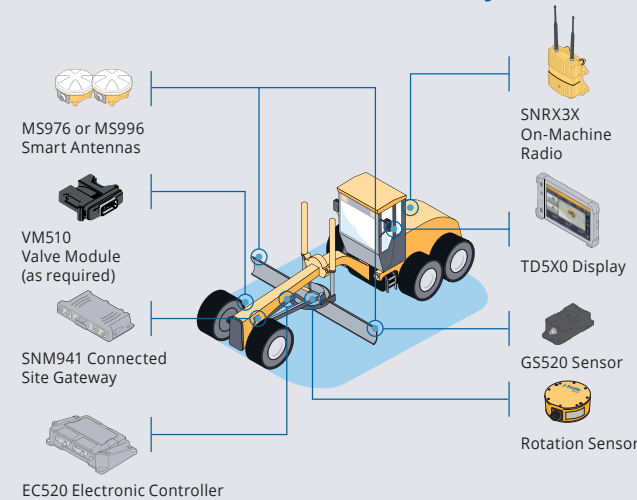 MS976 or MS996
Smart Antennas
VM510
Valve Module
(as required)
SNM941 Connected
Site Gateway
EC520 Electronic Controller
SNRX3X
On-Machine
Radio
TD5X0 Display
GS520 Sensor
Rotation Sensor